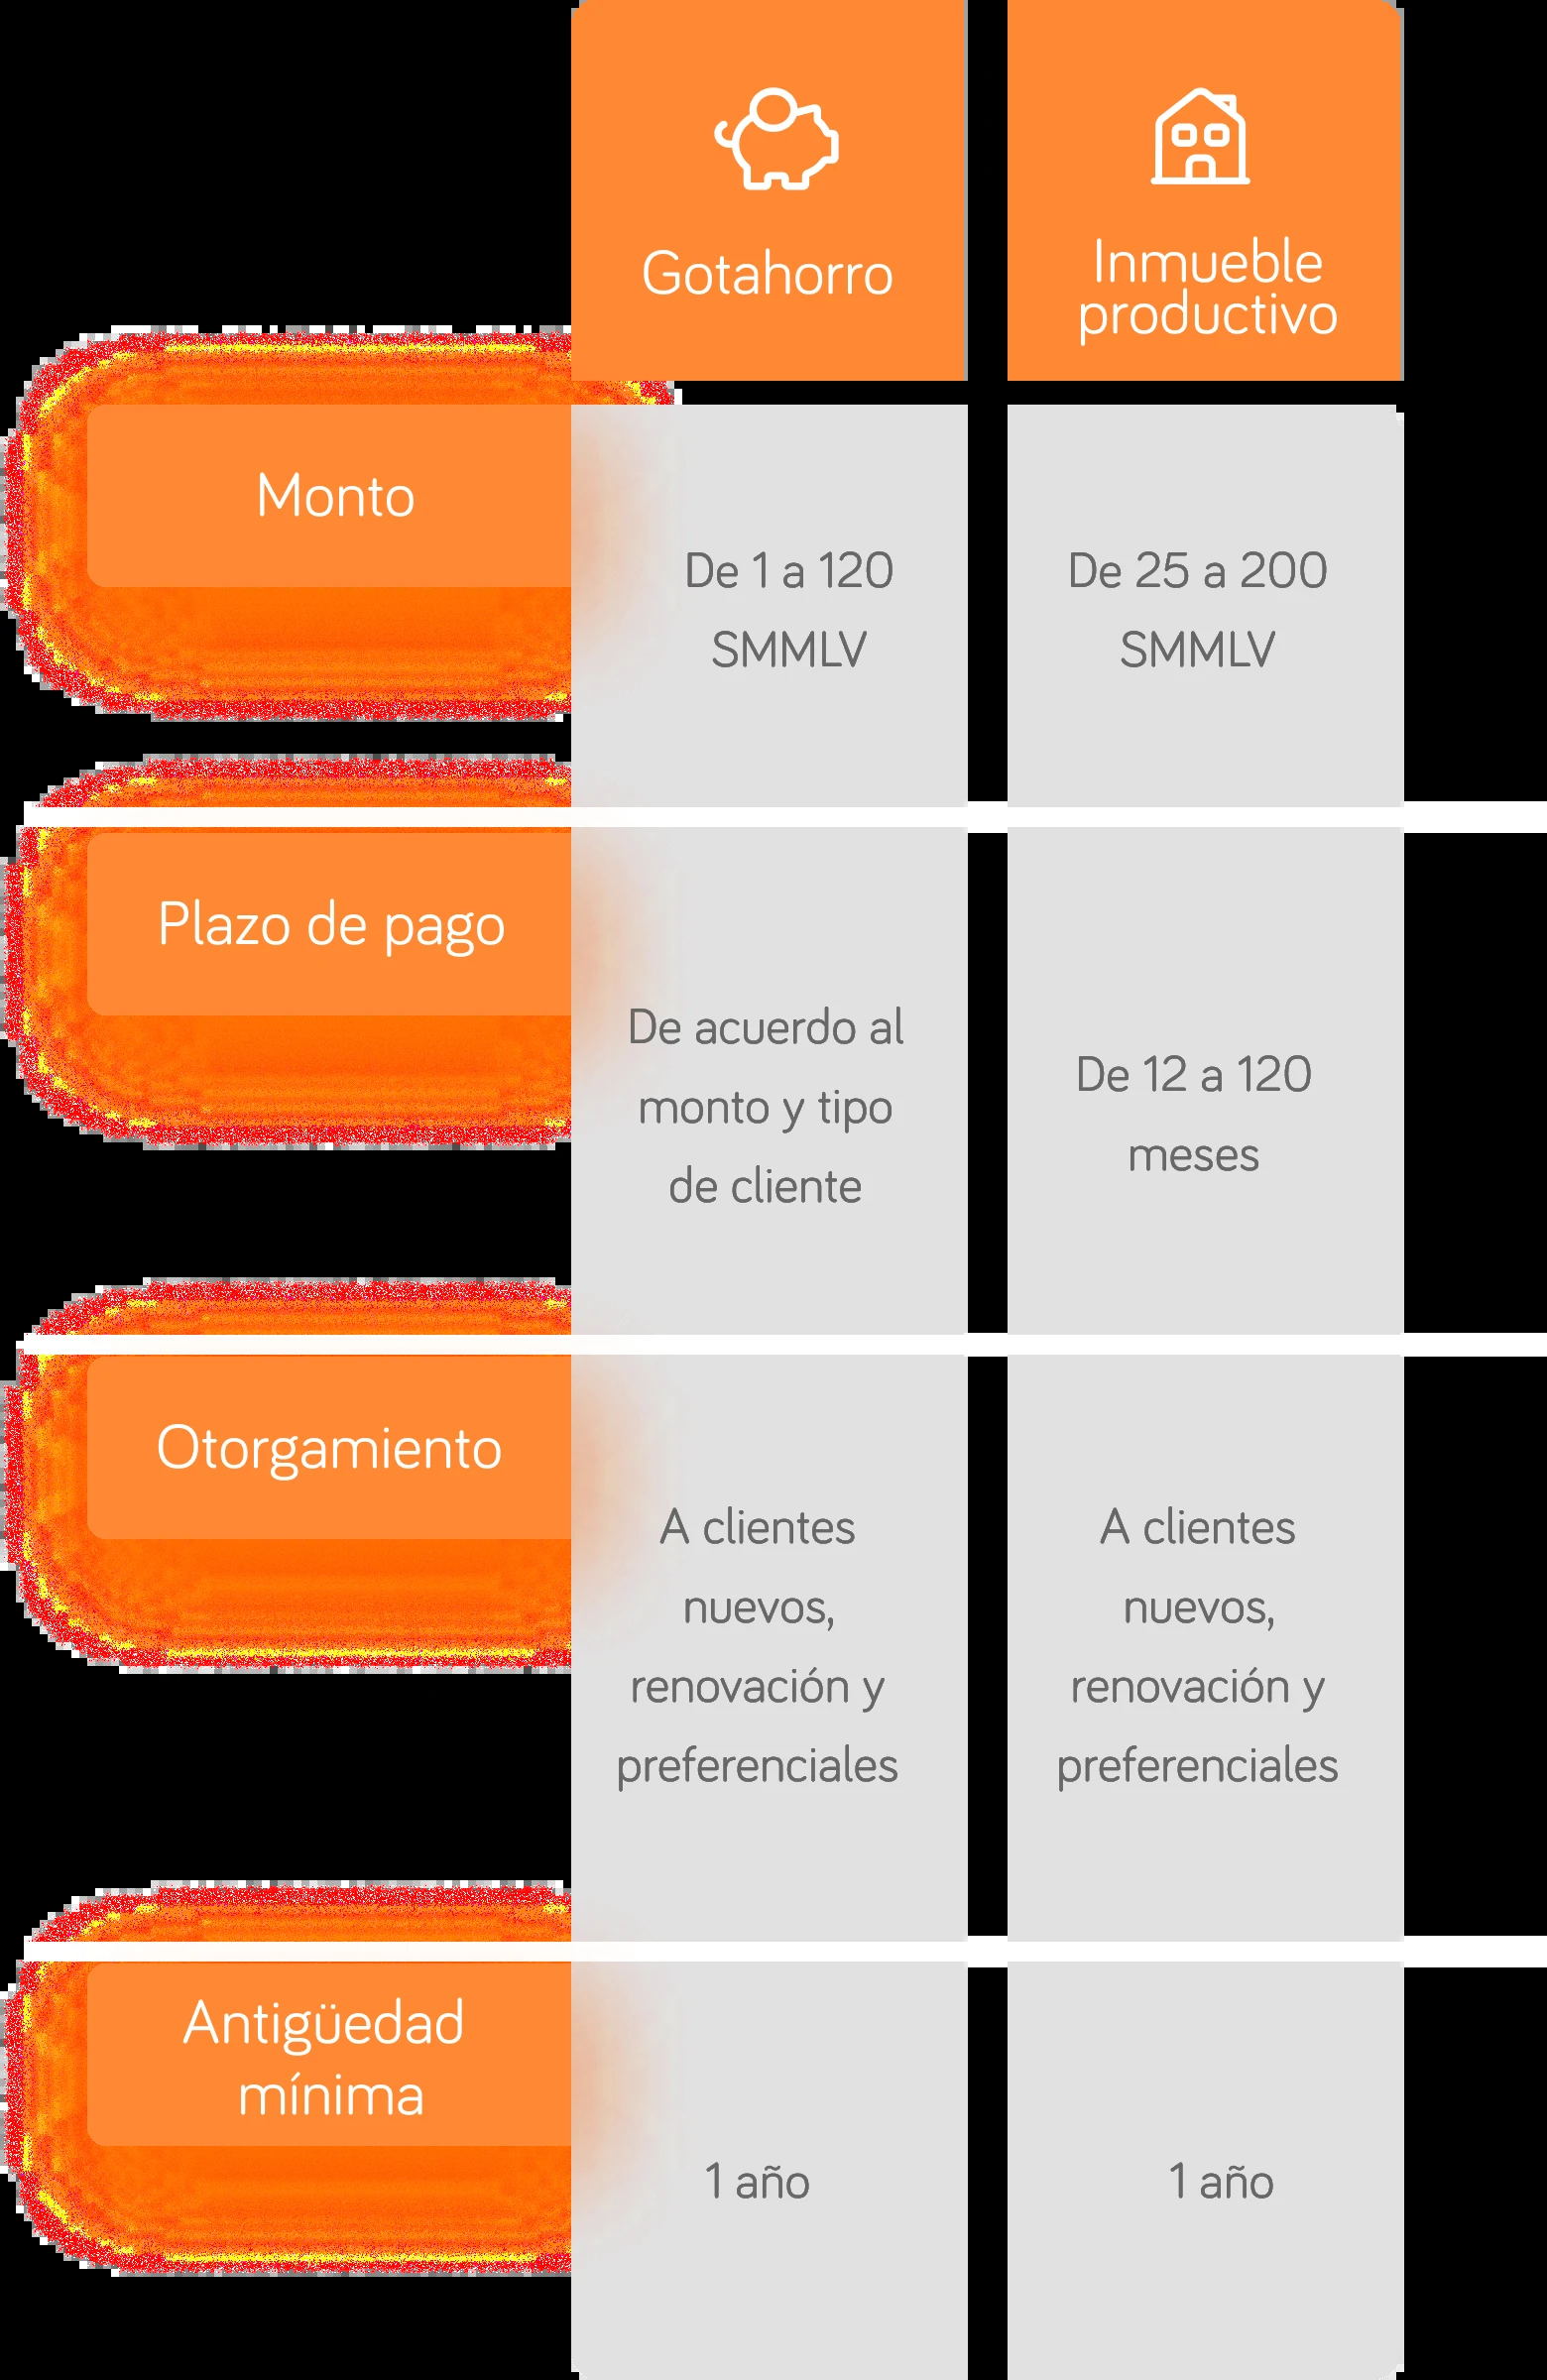 Gotahorro
Inmueble
productivo
Monto
De 1 a 120
SMMLV
De 25 a 200
SMMLV
Plazo de pago
De acuerdo al
monto y tipo
de cliente
De 12 a 120
meses
Otorgamiento
A clientes
nuevos,
renovación y
preferenciales
A clientes
nuevos,
renovación y
preferenciales
Antigüedad
mínima
1 año
1 año